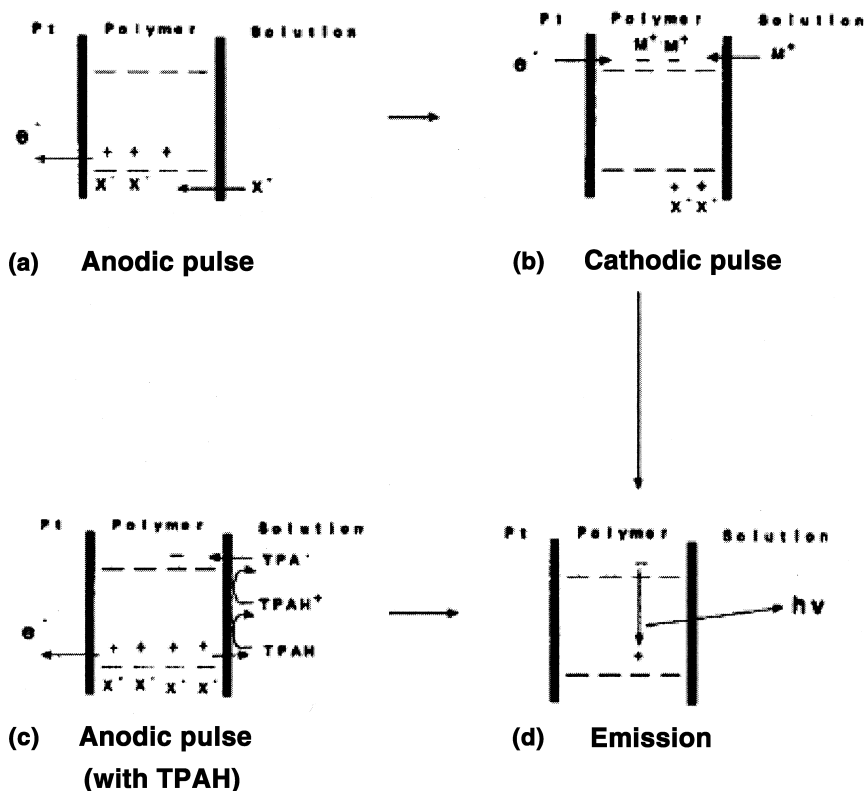 Pt Polymer Solution
e⁻
+ + +
X⁻ X⁻ X⁻
(a) Anodic pulse
Pt Polymer Solution
M⁺ M⁺
e⁻ M⁺
+ +
X⁻ X⁻
(b) Cathodic pulse
Pt Polymer Solution
TPA·
TPAH⁺
e⁻ + + + + TPAH
X⁻ X⁻ X⁻ X⁻
(c) Anodic pulse
(with TPAH)
Pt Polymer Solution
hν
+
(d) Emission